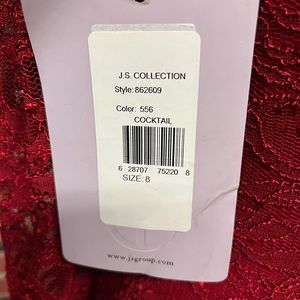 J.S. COLLECTION
Style: 862609
Color: 556
COCKTAIL
6 28707 75220 8
SIZE: 8
www.jsgroup.com